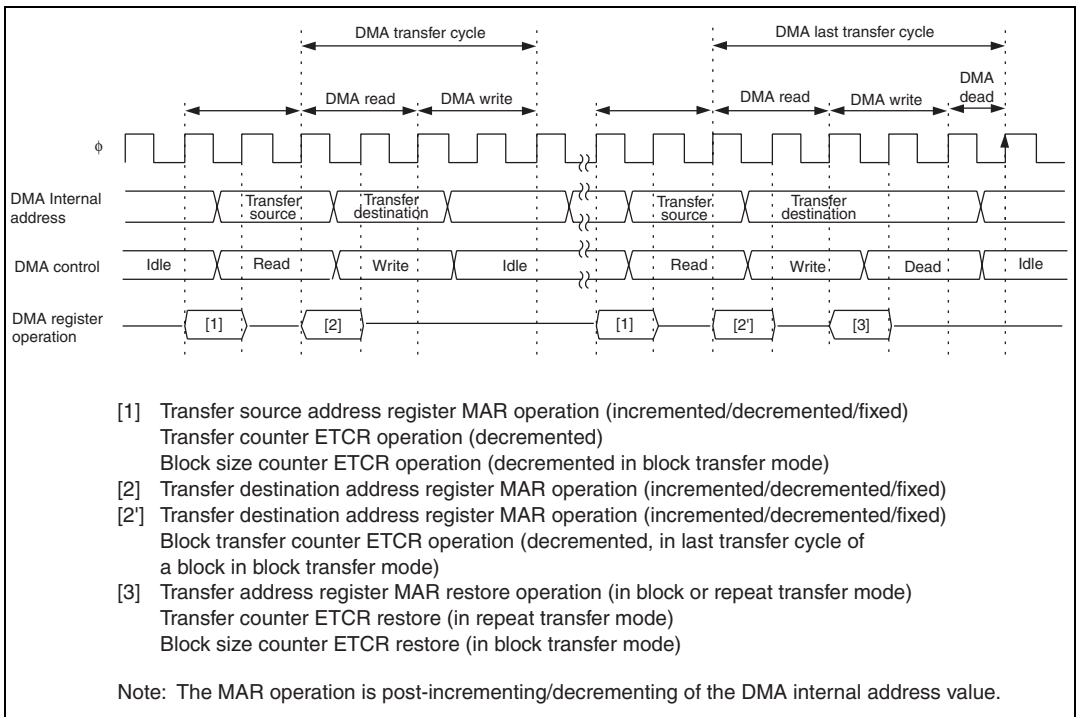 DMA transfer cycle
DMA last transfer cycle
DMA read
DMA write
DMA read
DMA write
DMA
dead
ϕ
DMA Internal
address
Transfer
source
Transfer
destination
Transfer
source
Transfer
destination
DMA control
Idle
Read
Write
Idle
Read
Write
Dead
Idle
DMA register
operation
[1]
[2]
[1]
[2']
[3]
[1] Transfer source address register MAR operation (incremented/decremented/fixed)
Transfer counter ETCR operation (decremented)
Block size counter ETCR operation (decremented in block transfer mode)
[2] Transfer destination address register MAR operation (incremented/decremented/fixed)
[2'] Transfer destination address register MAR operation (incremented/decremented/fixed)
Block transfer counter ETCR operation (decremented, in last transfer cycle of
a block in block transfer mode)
[3] Transfer address register MAR restore operation (in block or repeat transfer mode)
Transfer counter ETCR restore (in repeat transfer mode)
Block size counter ETCR restore (in block transfer mode)
Note: The MAR operation is post-incrementing/decrementing of the DMA internal address value.